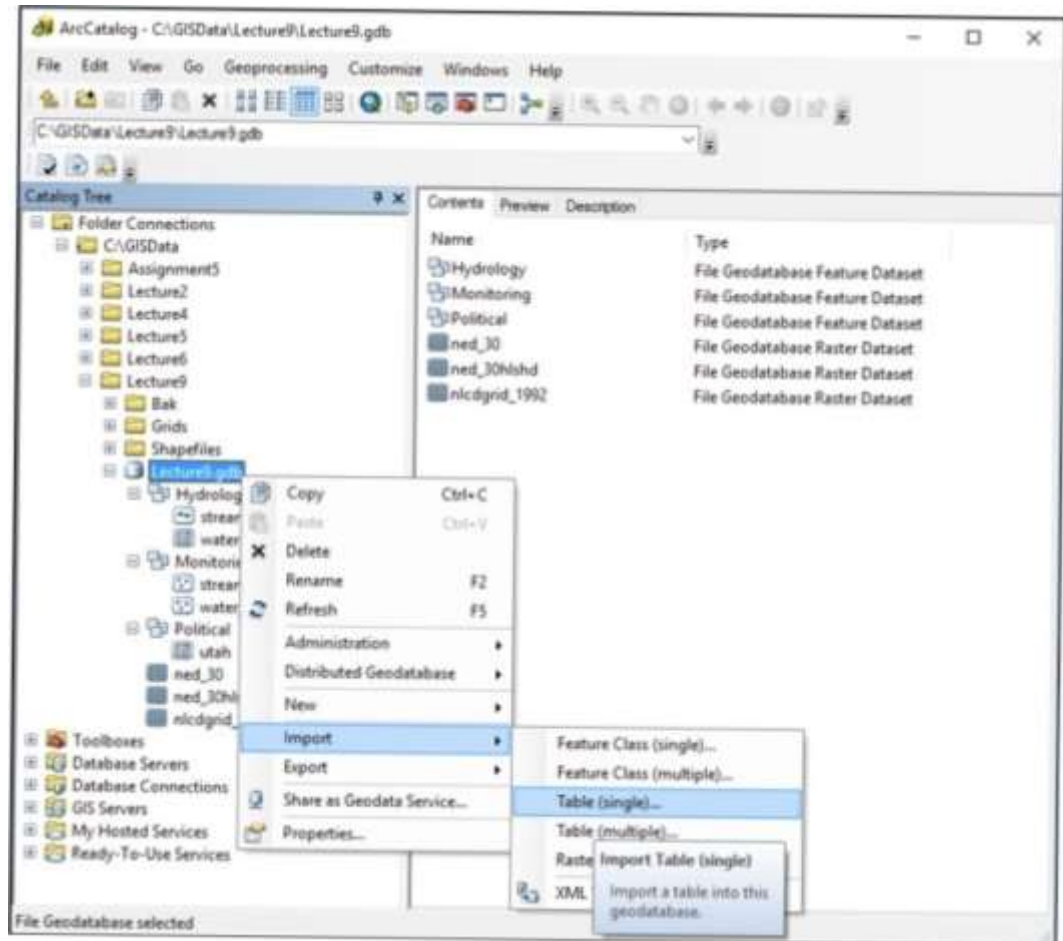 ArcCatalog - C:\GISData\Lecture9\Lecture9.gdb
File Edit View Go Geoprocessing Customize Windows Help
C:\GISData\Lecture9\Lecture9.gdb
Catalog Tree
Folder Connections
C:\GISData
Assignment5
Lecture2
Lecture4
Lecture5
Lecture6
Lecture9
Bak
Grids
Shapefiles
Lecture9.gdb
Hydrolog
strear
water
Monitorin
strear
water
Political
utah
ned_30
ned_30hl
nlcdgrid_
Toolboxes
Database Servers
Database Connections
GIS Servers
My Hosted Services
Ready-To-Use Services
Contents Preview Description
Name Type
Hydrology File Geodatabase Feature Dataset
Monitoring File Geodatabase Feature Dataset
Political File Geodatabase Feature Dataset
ned_30 File Geodatabase Raster Dataset
ned_30hlshd File Geodatabase Raster Dataset
nlcdgrid_1992 File Geodatabase Raster Dataset
Copy Ctrl+C
Paste Ctrl+V
Delete
Rename F2
Refresh F5
Administration
Distributed Geodatabase
New
Import
Export
Share as Geodata Service...
Properties...
Feature Class (single)...
Feature Class (multiple)...
Table (single)...
Table (multiple)...
Raste
XML
Import Table (single)
Import a table into this
geodatabase.
File Geodatabase selected